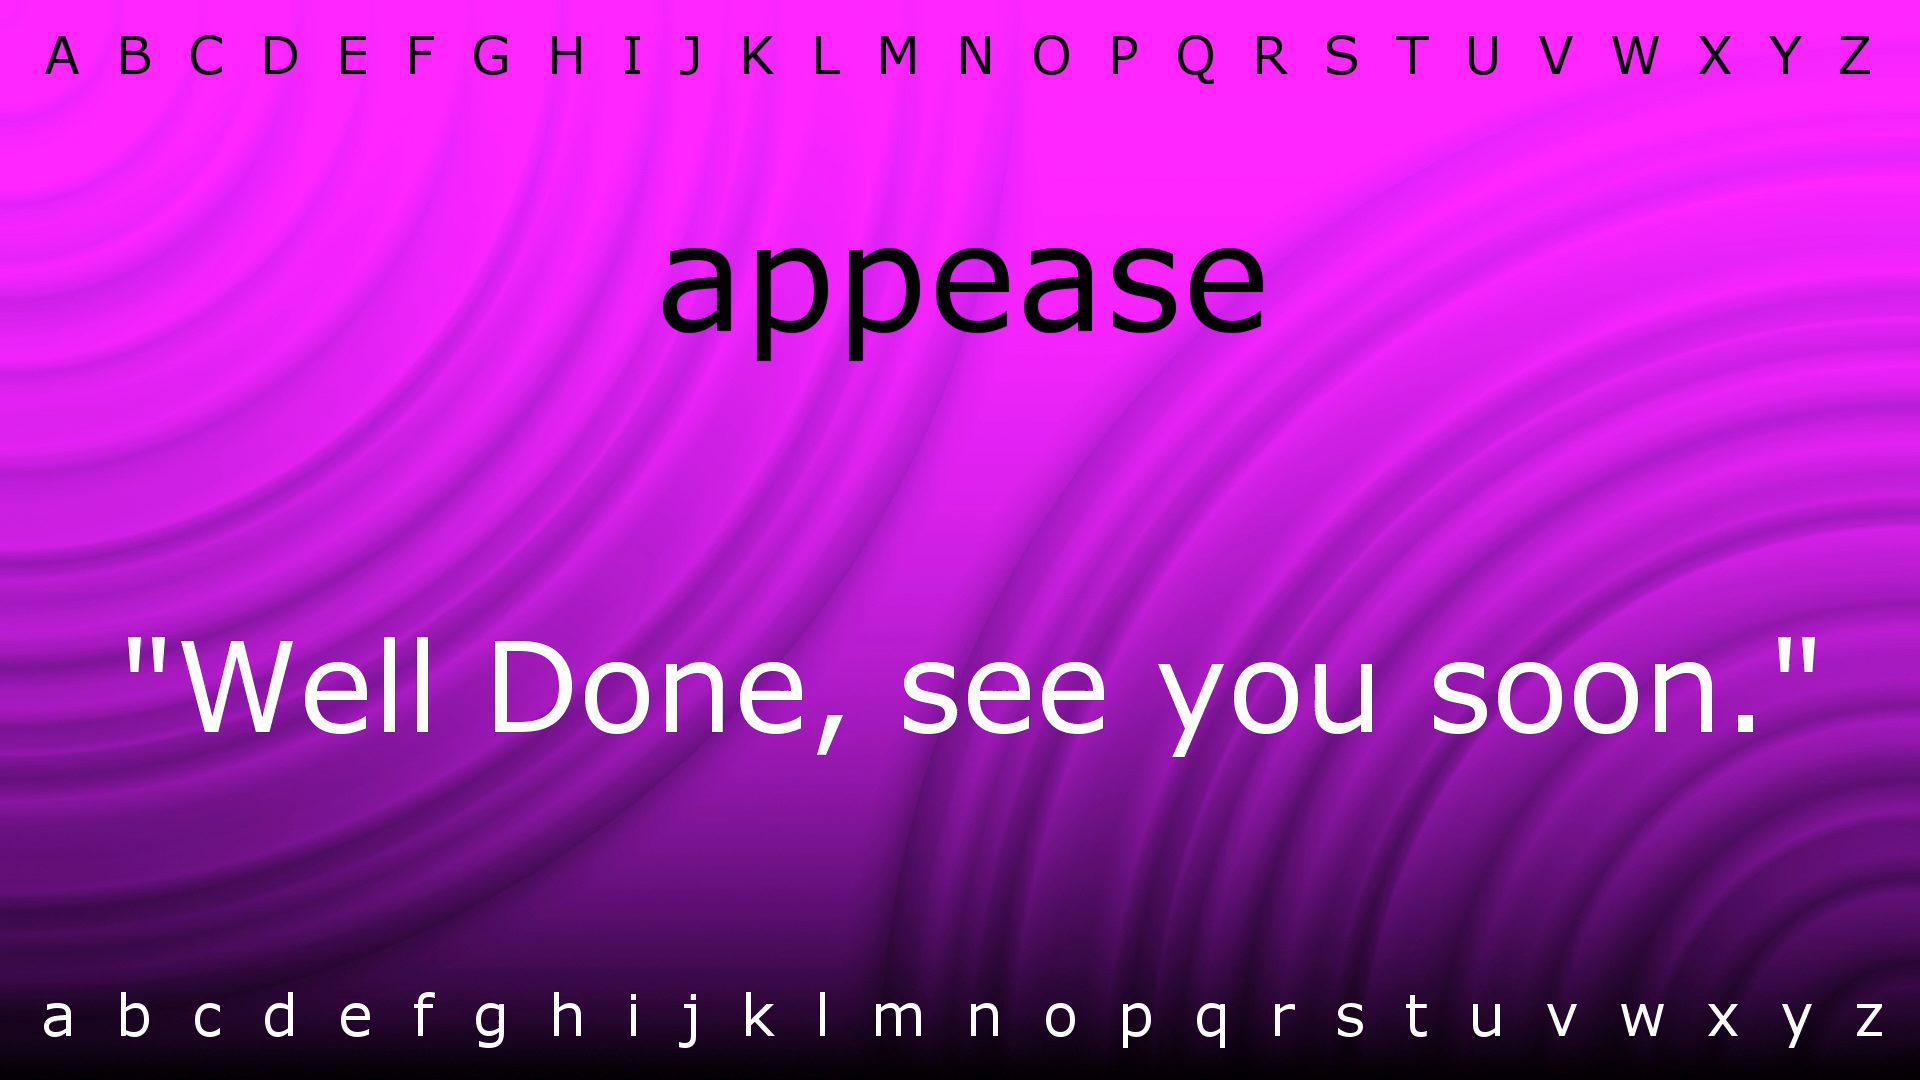 A B C D E F G H I J K L M N O P Q R S T U V W X Y Z
appease
"Well Done, see you soon."
a b c d e f g h i j k l m n o p q r s t u v w x y z